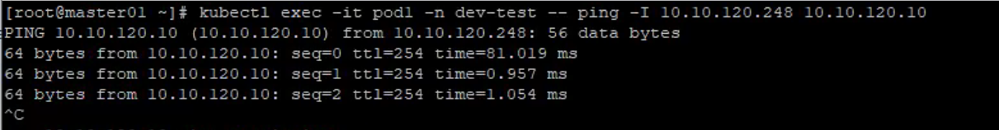 [root@master01 ~]# kubectl exec -it pod1 -n dev-test -- ping -I 10.10.120.248 10.10.120.10
PING 10.10.120.10 (10.10.120.10) from 10.10.120.248: 56 data bytes
64 bytes from 10.10.120.10: seq=0 ttl=254 time=81.019 ms
64 bytes from 10.10.120.10: seq=1 ttl=254 time=0.957 ms
64 bytes from 10.10.120.10: seq=2 ttl=254 time=1.054 ms
^C